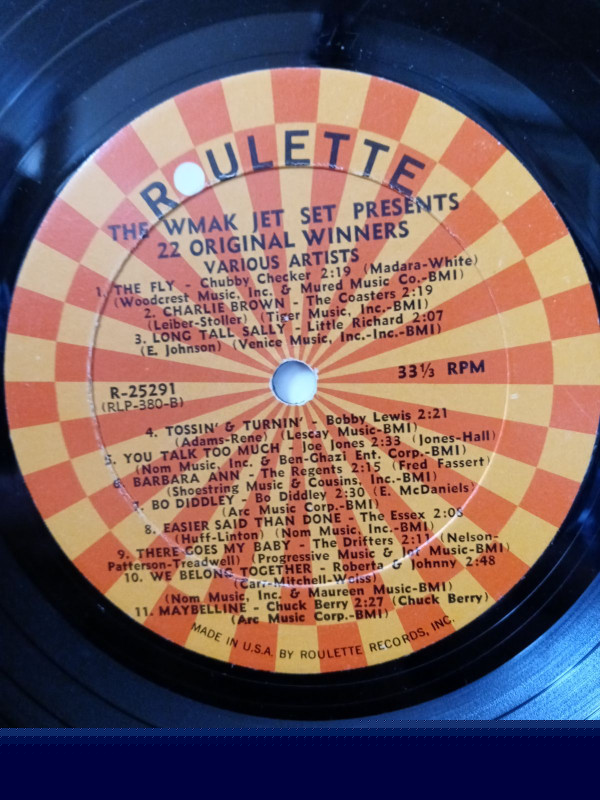 ROULETTE
THE WMAK JET SET PRESENTS
22 ORIGINAL WINNERS
VARIOUS ARTISTS
1. THE FLY - Chubby Checker 2:19 (Madara-White)
(Woodcrest Music, Inc. & Mured Music Co.-BMI)
2. CHARLIE BROWN - The Coasters 2:19
(Leiber-Stoller) (Tiger Music, Inc.-BMI)
3. LONG TALL SALLY - Little Richard 2:07
(E. Johnson) (Venice Music, Inc.-Inc.-BMI)
33⅓ RPM
R-25291
(RLP-380-B)
4. TOSSIN' & TURNIN' - Bobby Lewis 2:21
(Adams-Rene) (Lescay Music-BMI)
5. YOU TALK TOO MUCH - Joe Jones 2:33 (Jones-Hall)
(Nom Music, Inc. & Ben-Ghazi Ent. Corp.-BMI)
6. BARBARA ANN - The Regents 2:15 (Fred Fassert)
(Shoestring Music & Cousins, Inc.-BMI)
7. BO DIDDLEY - Bo Diddley 2:30 (E. McDaniels)
(Arc Music Corp.-BMI)
8. EASIER SAID THAN DONE - The Essex 2:08
(Huff-Linton) (Nom Music, Inc.-BMI)
9. THERE GOES MY BABY - The Drifters 2:11 (Nelson-
Patterson-Treadwell) (Progressive Music & Jot Music-BMI)
10. WE BELONG TOGETHER - Roberta & Johnny 2:48
(Carr-Mitchell-Weiss)
(Nom Music, Inc. & Maureen Music-BMI)
11. MAYBELLINE - Chuck Berry 2:27 (Chuck Berry)
(Arc Music Corp.-BMI)
MADE IN U.S.A. BY ROULETTE RECORDS, INC.